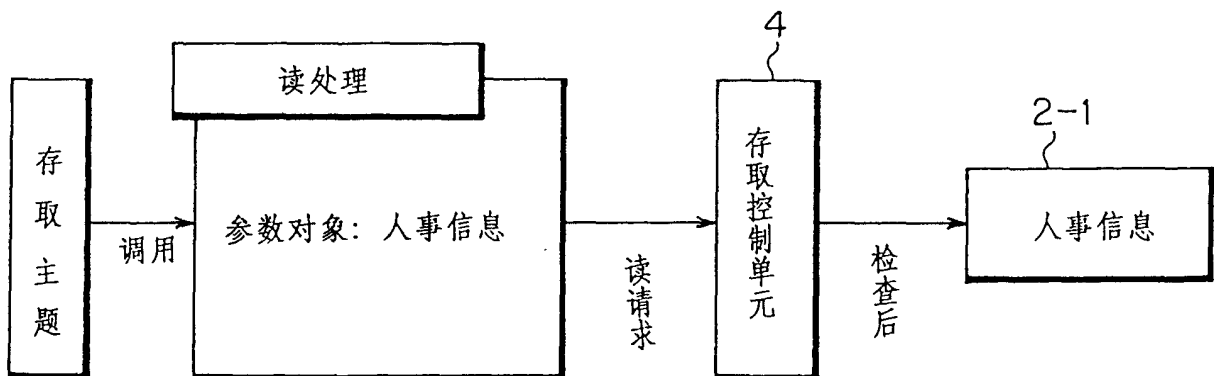 存取主题
调用
读处理
参数对象：人事信息
读请求
4
存取控制单元
检查后
2-1
人事信息